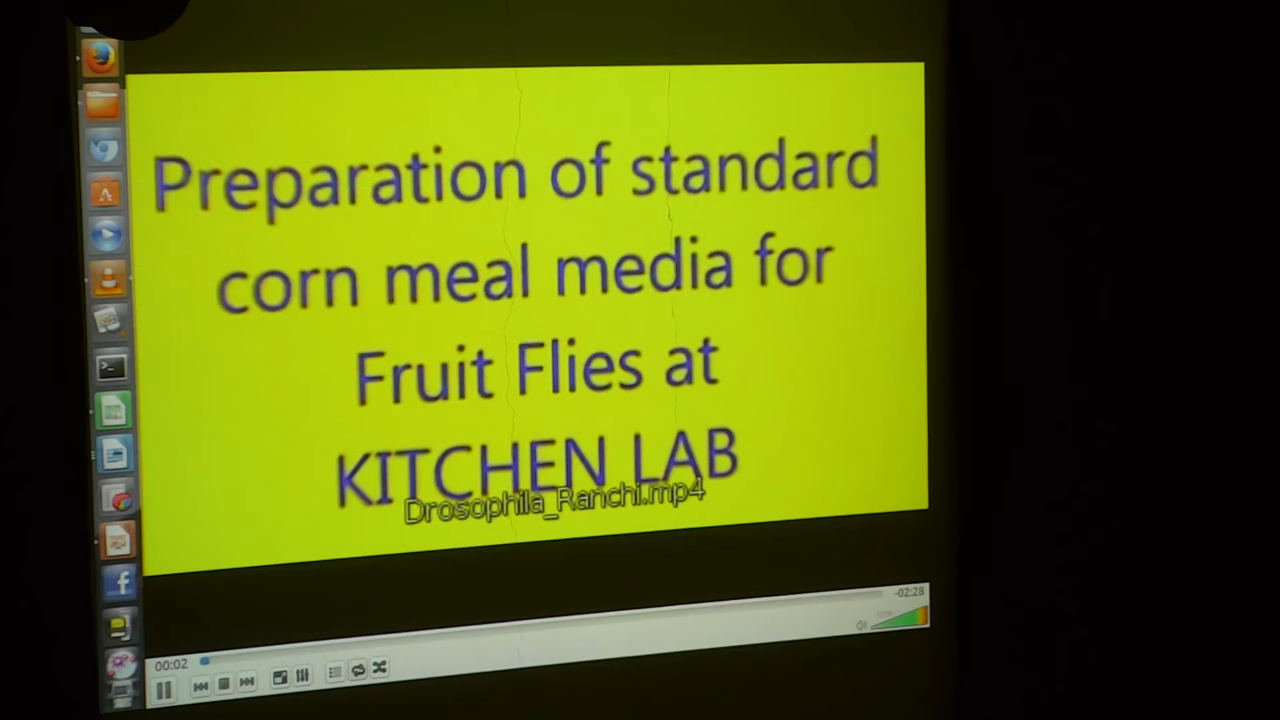 Preparation of standard
corn meal media for
Fruit Flies at
KITCHEN LAB
Drosophila_Ranchi.mp4
-02:28
00:02